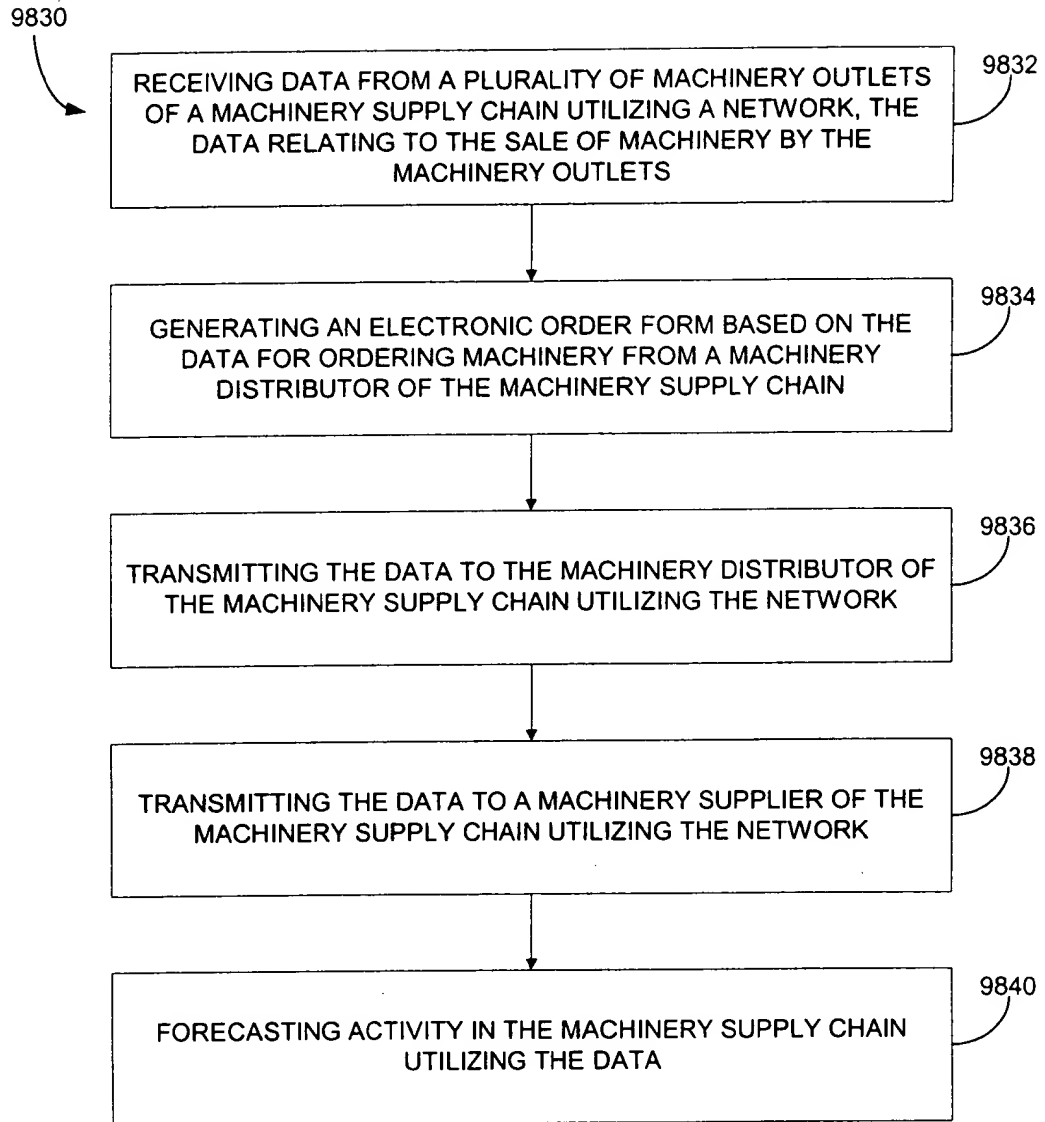 9830
RECEIVING DATA FROM A PLURALITY OF MACHINERY OUTLETS
OF A MACHINERY SUPPLY CHAIN UTILIZING A NETWORK, THE
DATA RELATING TO THE SALE OF MACHINERY BY THE
MACHINERY OUTLETS
9832
GENERATING AN ELECTRONIC ORDER FORM BASED ON THE
DATA FOR ORDERING MACHINERY FROM A MACHINERY
DISTRIBUTOR OF THE MACHINERY SUPPLY CHAIN
9834
TRANSMITTING THE DATA TO THE MACHINERY DISTRIBUTOR OF
THE MACHINERY SUPPLY CHAIN UTILIZING THE NETWORK
9836
TRANSMITTING THE DATA TO A MACHINERY SUPPLIER OF THE
MACHINERY SUPPLY CHAIN UTILIZING THE NETWORK
9838
FORECASTING ACTIVITY IN THE MACHINERY SUPPLY CHAIN
UTILIZING THE DATA
9840